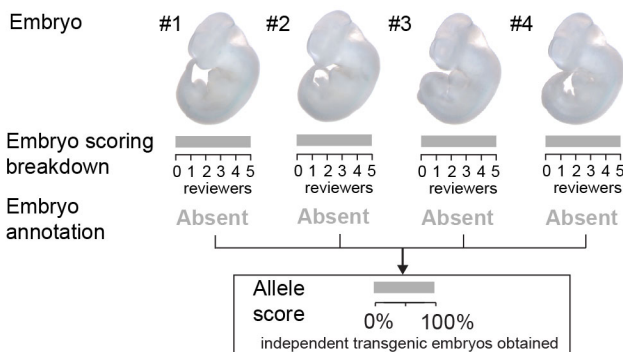 Embryo #1 #2 #3 #4
Embryo scoring breakdown
0 1 2 3 4 5 0 1 2 3 4 5 0 1 2 3 4 5 0 1 2 3 4 5
reviewers reviewers reviewers reviewers
Embryo annotation
Absent Absent Absent Absent
Allele score
0% 100%
independent transgenic embryos obtained